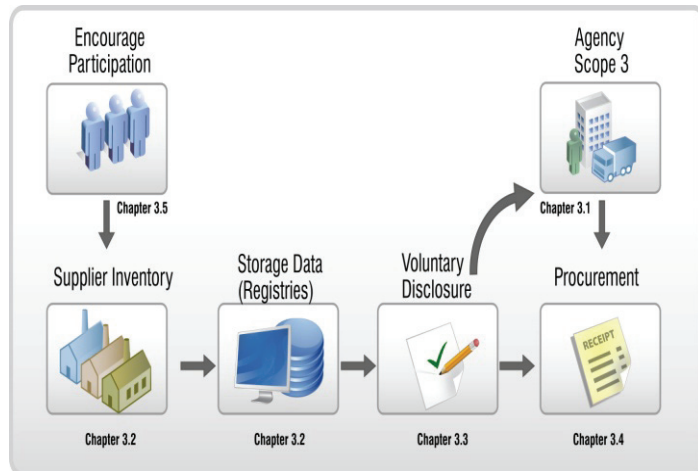 Encourage
Participation
Chapter 3.5
Agency
Scope 3
Chapter 3.1
Supplier Inventory
Chapter 3.2
Storage Data
(Registries)
Chapter 3.2
Voluntary
Disclosure
Chapter 3.3
Procurement
RECEIPT
Chapter 3.4